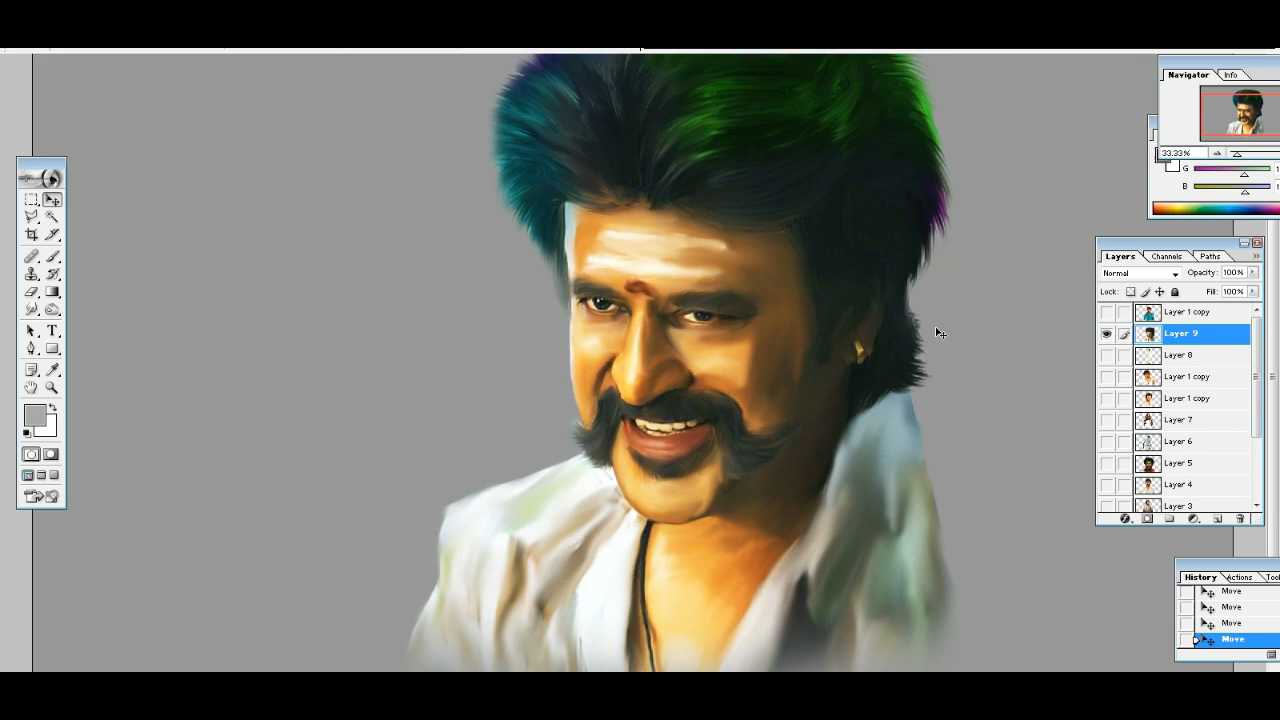 Navigator Info
33.33%
G
B
Layers Channels Paths
Normal Opacity: 100%
Lock: Fill: 100%
Layer 1 copy
Layer 9
Layer 8
Layer 1 copy
Layer 1 copy
Layer 7
Layer 6
Layer 5
Layer 4
Layer 3
T
History Actions Tool
Move
Move
Move
Move